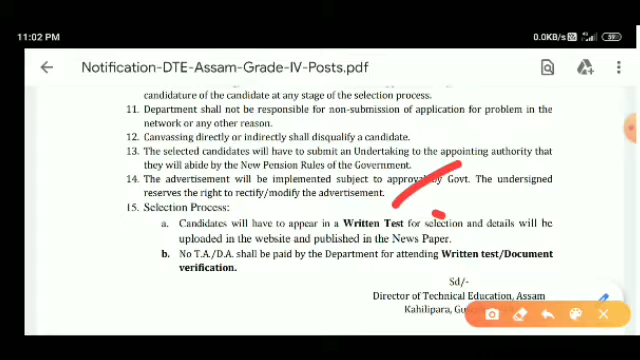 11:02 PM
0.0KB/s
59
Notification-DTE-Assam-Grade-IV-Posts.pdf
candidature of the candidate at any stage of the selection process.
11. Department shall not be responsible for non-submission of application for problem in the
network or any other reason.
12. Canvassing directly or indirectly shall disqualify a candidate.
13. The selected candidates will have to submit an Undertaking to the appointing authority that
they will abide by the New Pension Rules of the Government.
14. The advertisement will be implemented subject to approval by Govt. The undersigned
reserves the right to rectify/modify the advertisement.
15. Selection Process:
a. Candidates will have to appear in a Written Test for selection and details will be
uploaded in the website and published in the News Paper.
b. No T.A./D.A. shall be paid by the Department for attending Written test/Document
verification.
Sd/-
Director of Technical Education, Assam
Kahilipara,